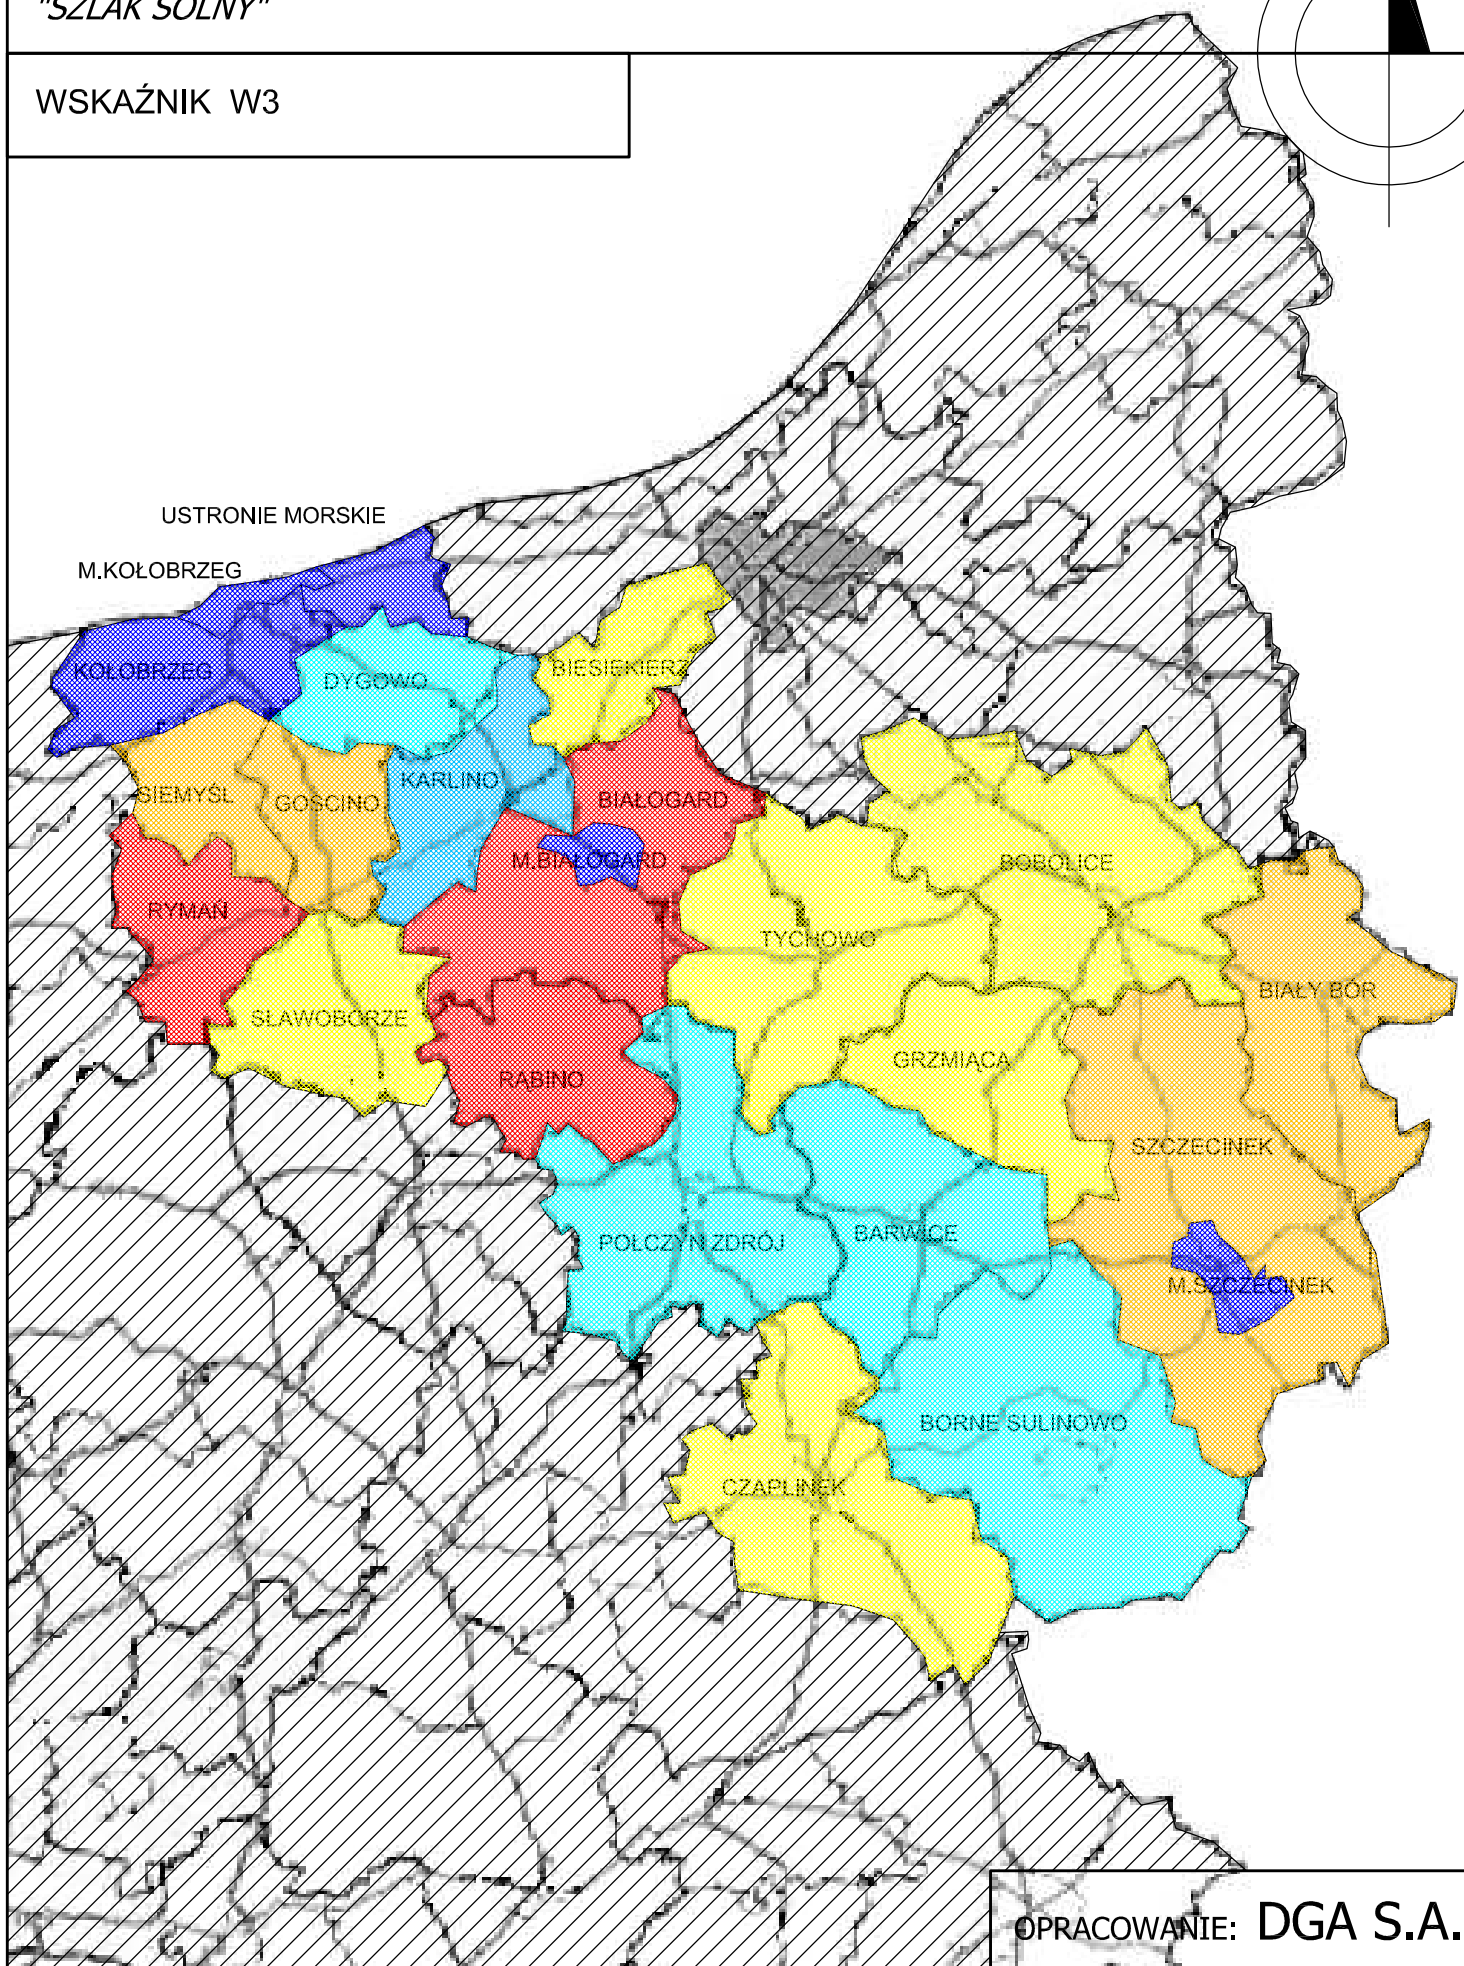 "SZLAK SOLNY"
WSKAŹNIK W3
USTRONIE MORSKIE
M.KOŁOBRZEG
KOŁOBRZEG
DYGOWO
BIESIEKIERZ
SIEMYŚL
GOŚCINO
KARLINO
BIAŁOGARD
M.BIAŁOGARD
BOBOLICE
RYMAŃ
TYCHOWO
SŁAWOBORZE
BIAŁY BÓR
RĄBINO
GRZMIĄCA
SZCZECINEK
POŁCZYN ZDRÓJ
BARWICE
M.SZCZECINEK
BORNE SULINOWO
CZAPLINEK
OPRACOWANIE: DGA S.A.